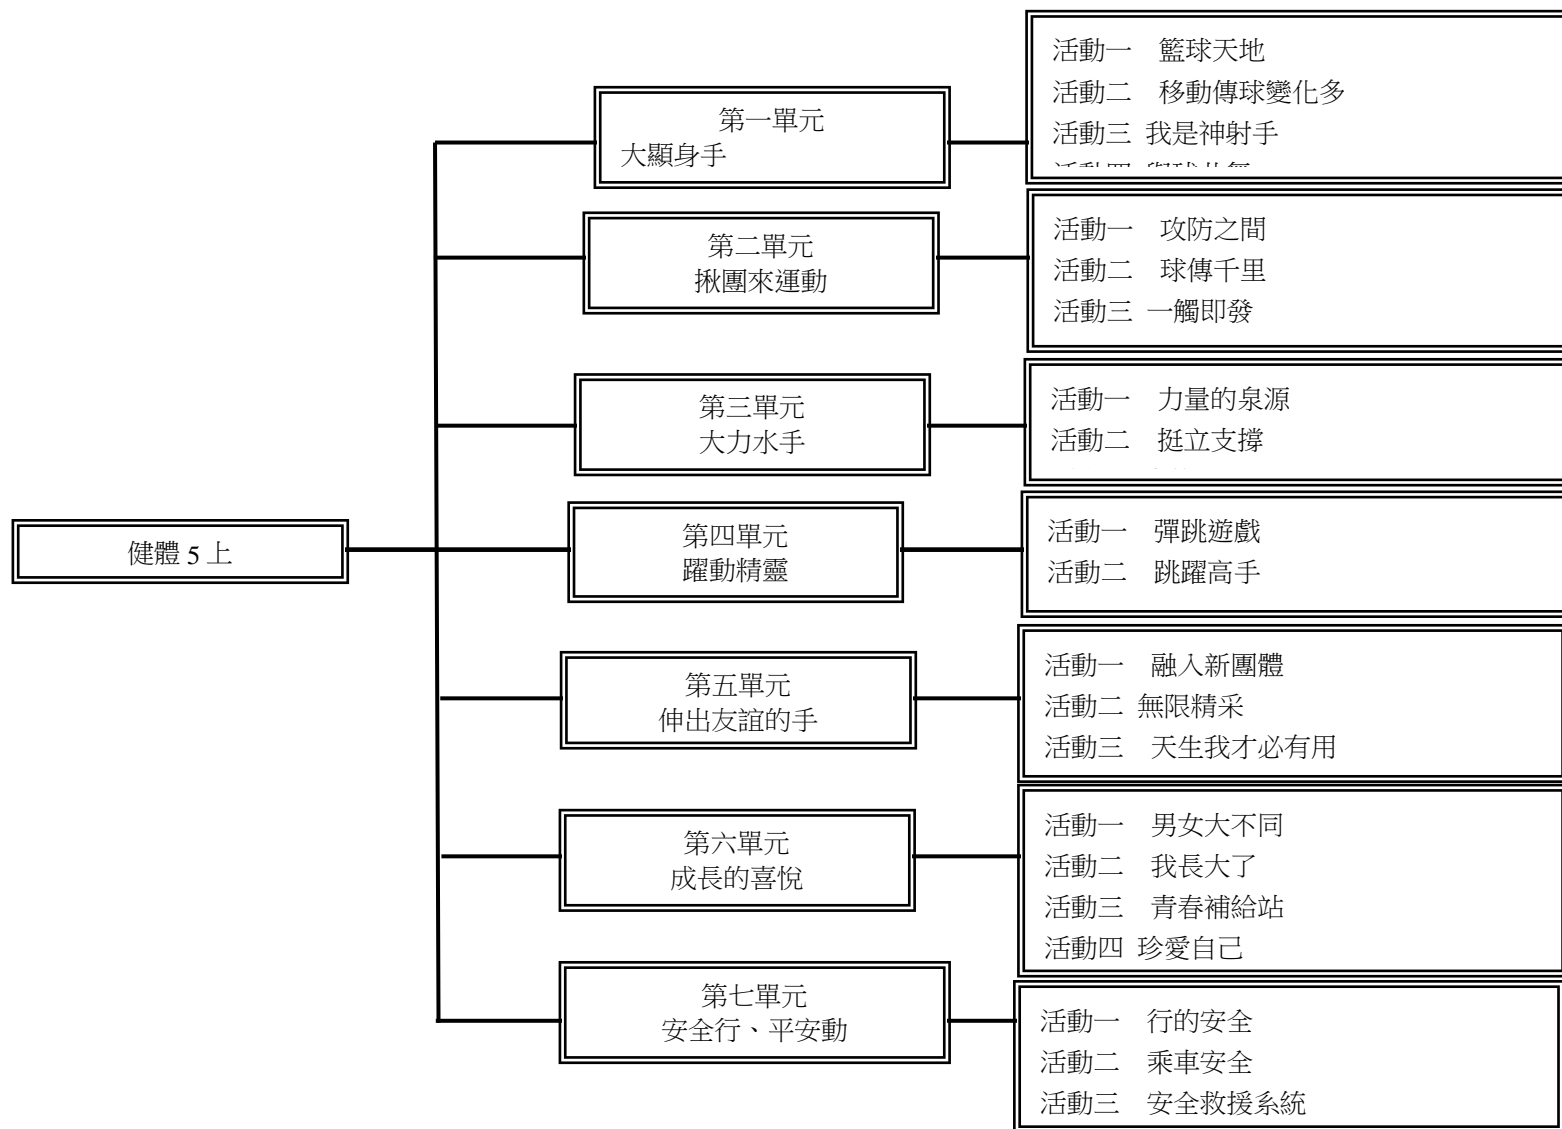 健體 5 上
第一單元
大顯身手
活動一　籃球天地
活動二　移動傳球變化多
活動三 我是神射手
第二單元
揪團來運動
活動一　攻防之間
活動二　球傳千里
活動三 一觸即發
第三單元
大力水手
活動一　力量的泉源
活動二　挺立支撐
第四單元
躍動精靈
活動一　彈跳遊戲
活動二　跳躍高手
第五單元
伸出友誼的手
活動一　融入新團體
活動二 無限精采
活動三　天生我才必有用
第六單元
成長的喜悅
活動一　男女大不同
活動二　我長大了
活動三　青春補給站
活動四 珍愛自己
第七單元
安全行、平安動
活動一　行的安全
活動二　乘車安全
活動三　安全救援系統